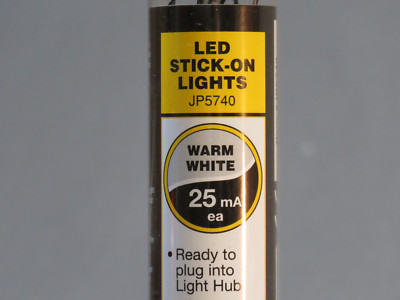 LED
STICK-ON
LIGHTS
JP5740
WARM
WHITE
25 mA
ea
• Ready to
plug into
Light Hub